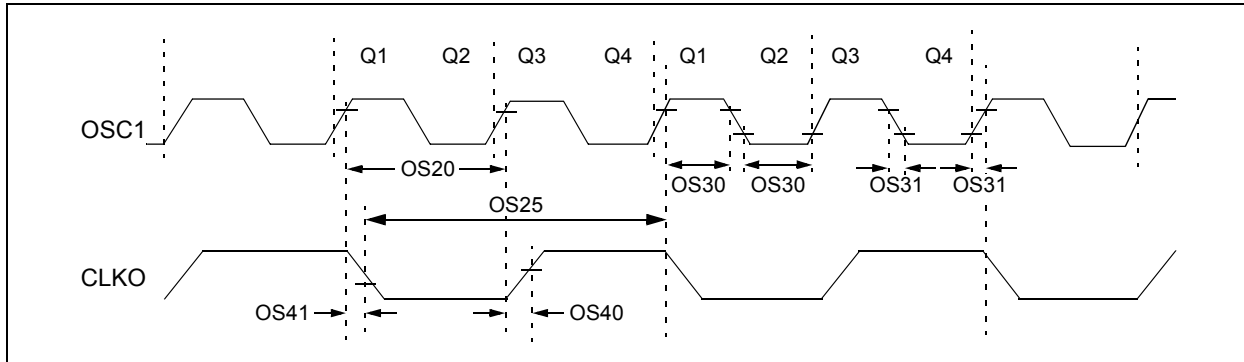 Q1 Q2 Q3 Q4 Q1 Q2 Q3 Q4
OSC1
OS20
OS30 OS30
OS31 OS31
OS25
CLKO
OS41
OS40